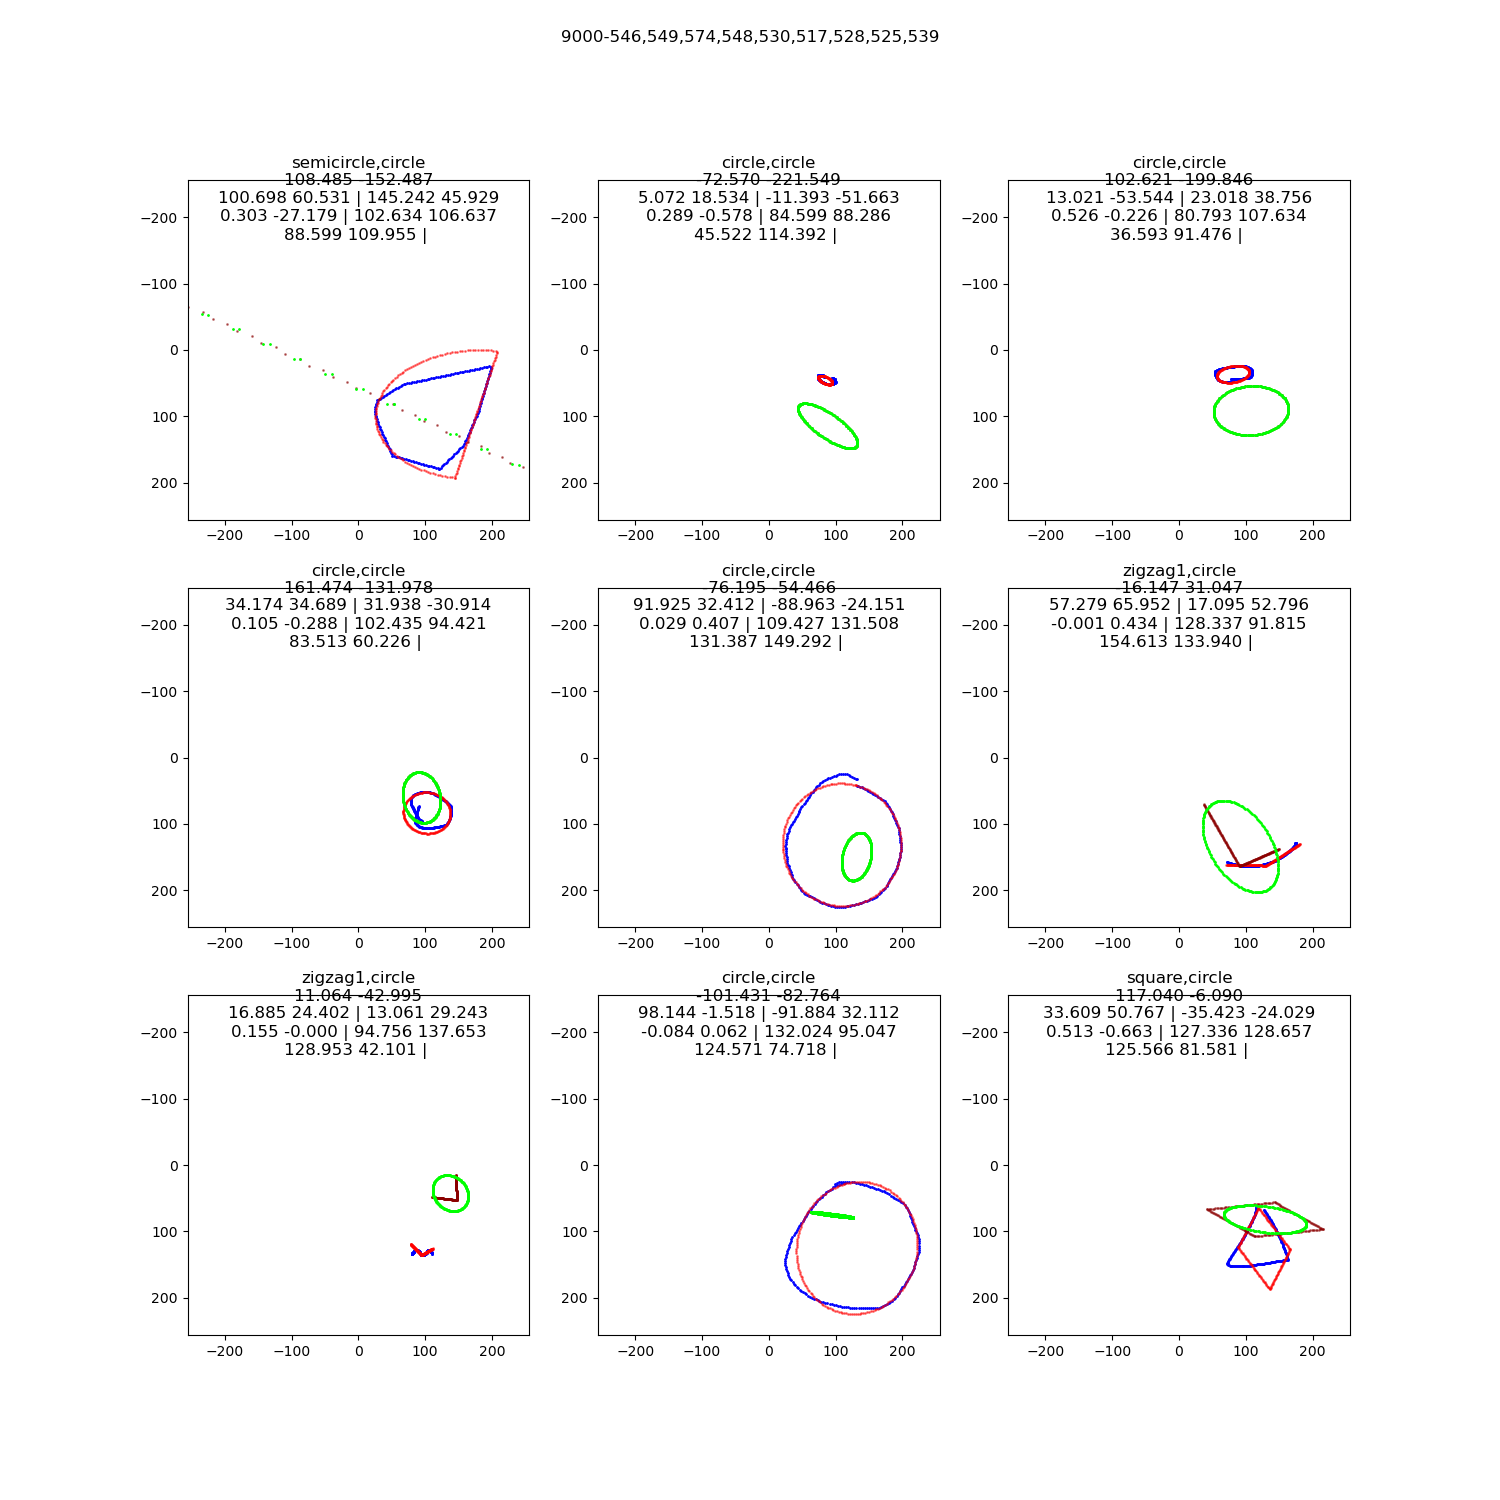 9000-546,549,574,548,530,517,528,525,539
semicircle,circle
108.485 -152.487
100.698 60.531 | 145.242 45.929
0.303 -27.179 | 102.634 106.637
88.599 109.955 |
−200
−100
0
100
200
−200 −100 0 100 200
circle,circle
-72.570 -221.549
5.072 18.534 | -11.393 -51.663
0.289 -0.578 | 84.599 88.286
45.522 114.392 |
−200
−100
0
100
200
−200 −100 0 100 200
circle,circle
102.621 -199.846
13.021 -53.544 | 23.018 38.756
0.526 -0.226 | 80.793 107.634
36.593 91.476 |
−200
−100
0
100
200
−200 −100 0 100 200
circle,circle
161.474 -131.978
34.174 34.689 | 31.938 -30.914
0.105 -0.288 | 102.435 94.421
83.513 60.226 |
−200
−100
0
100
200
−200 −100 0 100 200
circle,circle
-76.195 -54.466
91.925 32.412 | -88.963 -24.151
0.029 0.407 | 109.427 131.508
131.387 149.292 |
−200
−100
0
100
200
−200 −100 0 100 200
zigzag1,circle
-16.147 31.047
57.279 65.952 | 17.095 52.796
-0.001 0.434 | 128.337 91.815
154.613 133.940 |
−200
−100
0
100
200
−200 −100 0 100 200
zigzag1,circle
11.064 -42.995
16.885 24.402 | 13.061 29.243
0.155 -0.000 | 94.756 137.653
128.953 42.101 |
−200
−100
0
100
200
−200 −100 0 100 200
circle,circle
-101.431 -82.764
98.144 -1.518 | -91.884 32.112
-0.084 0.062 | 132.024 95.047
124.571 74.718 |
−200
−100
0
100
200
−200 −100 0 100 200
square,circle
117.040 -6.090
33.609 50.767 | -35.423 -24.029
0.513 -0.663 | 127.336 128.657
125.566 81.581 |
−200
−100
0
100
200
−200 −100 0 100 200